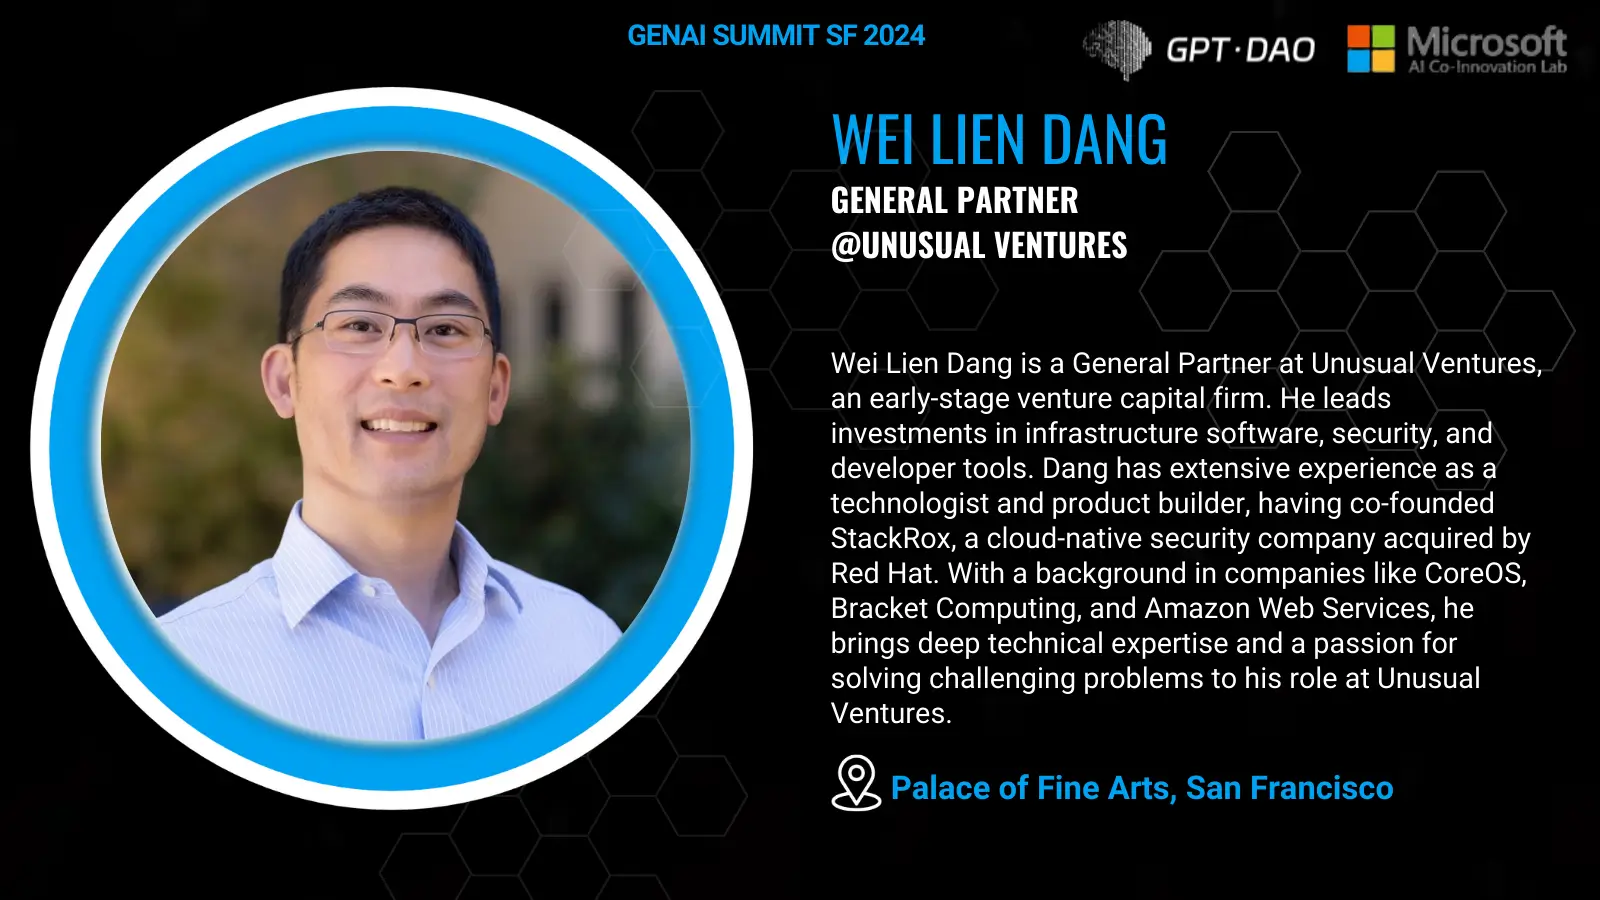 GENAI SUMMIT SF 2024
GPT·DAO
Microsoft
AI Co-Innovation Lab
WEI LIEN DANG
GENERAL PARTNER
@UNUSUAL VENTURES
Wei Lien Dang is a General Partner at Unusual Ventures,
an early-stage venture capital firm. He leads
investments in infrastructure software, security, and
developer tools. Dang has extensive experience as a
technologist and product builder, having co-founded
StackRox, a cloud-native security company acquired by
Red Hat. With a background in companies like CoreOS,
Bracket Computing, and Amazon Web Services, he
brings deep technical expertise and a passion for
solving challenging problems to his role at Unusual
Ventures.
Palace of Fine Arts, San Francisco